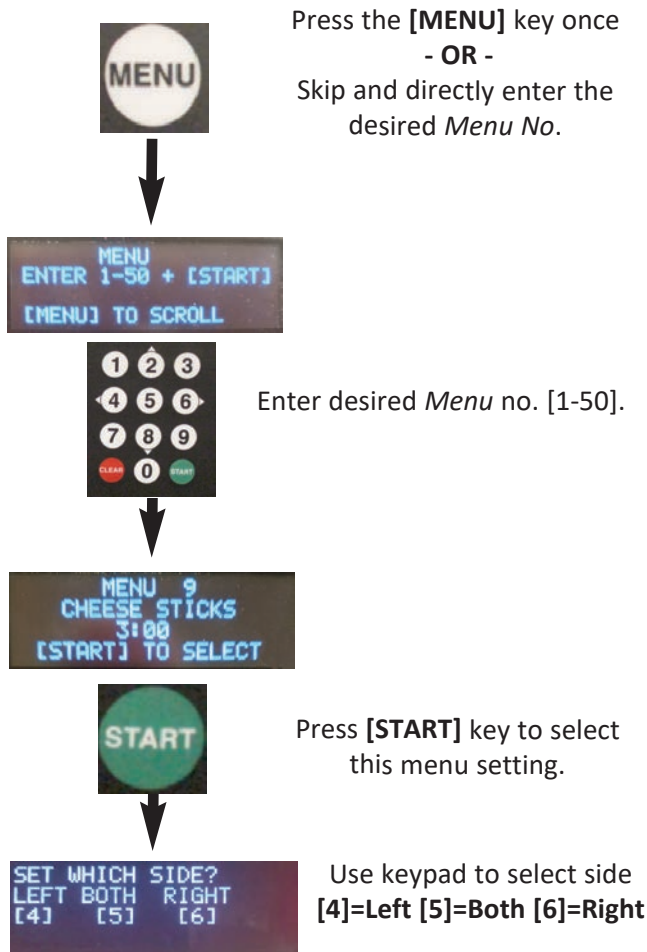 Press the [MENU] key once
- OR -
Skip and directly enter the
desired Menu No.
MENU
MENU
ENTER 1-50 + [START]
[MENU] TO SCROLL
1 2 3
4 5 6
7 8 9
CLEAR 0 START
Enter desired Menu no. [1-50].
MENU 9
CHEESE STICKS
3:00
[START] TO SELECT
START
Press [START] key to select
this menu setting.
SET WHICH SIDE?
LEFT BOTH RIGHT
[4] [5] [6]
Use keypad to select side
[4]=Left [5]=Both [6]=Right